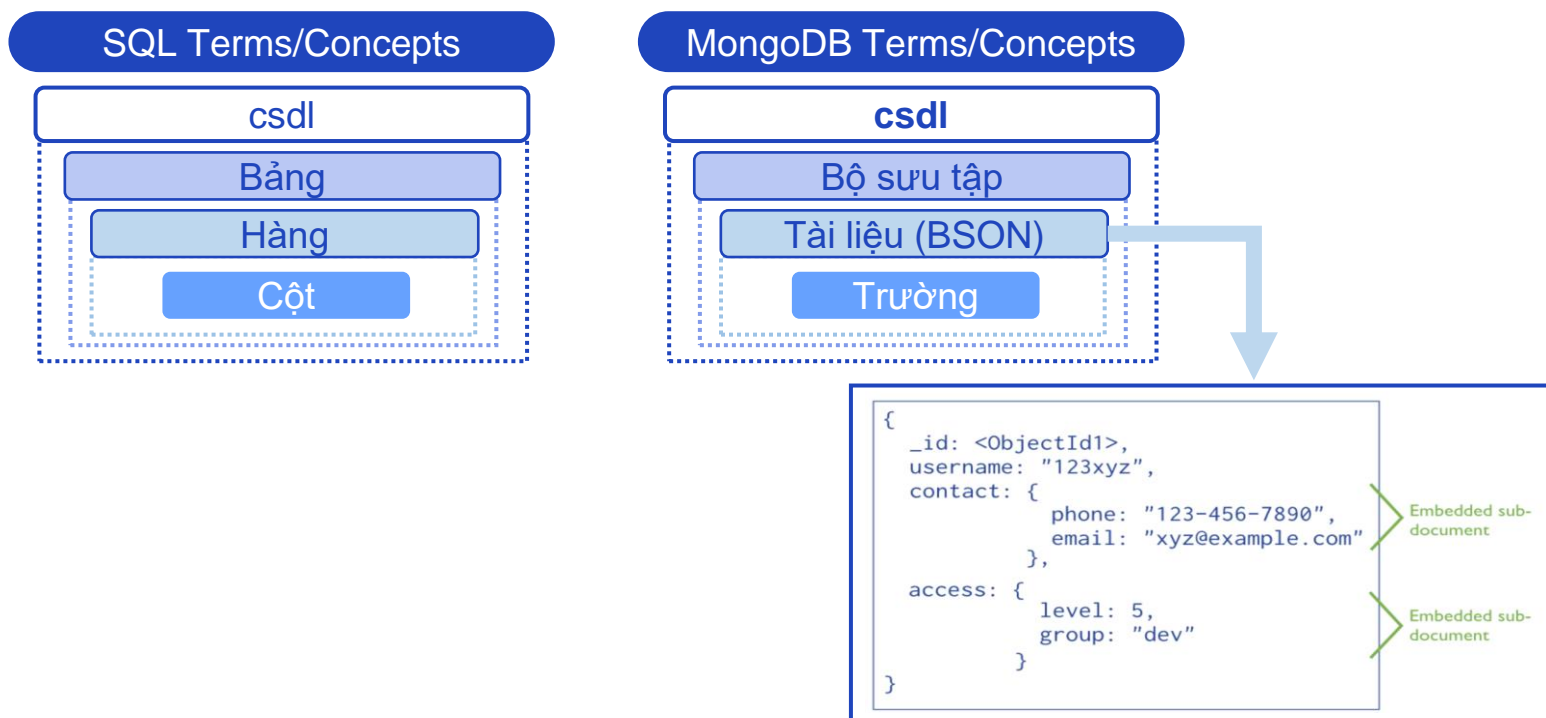 SQL Terms/Concepts
csdl
Bảng
Hàng
Cột
MongoDB Terms/Concepts
csdl
Bộ sưu tập
Tài liệu (BSON)
Trường
{
_id: <ObjectId1>,
username: "123xyz",
contact: {
phone: "123-456-7890",
email: "xyz@example.com"
},
access: {
level: 5,
group: "dev"
}
}
Embedded sub-
document
Embedded sub-
document